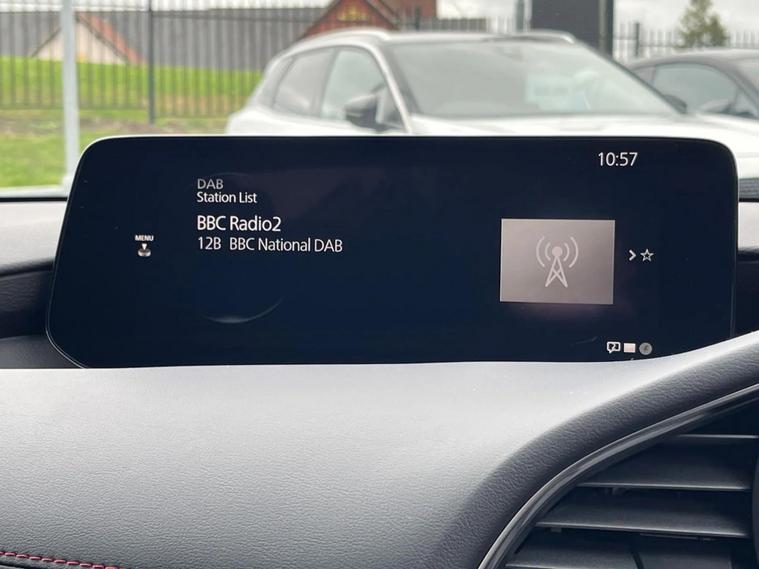 10:57
DAB
Station List
BBC Radio2
12B BBC National DAB
MENU